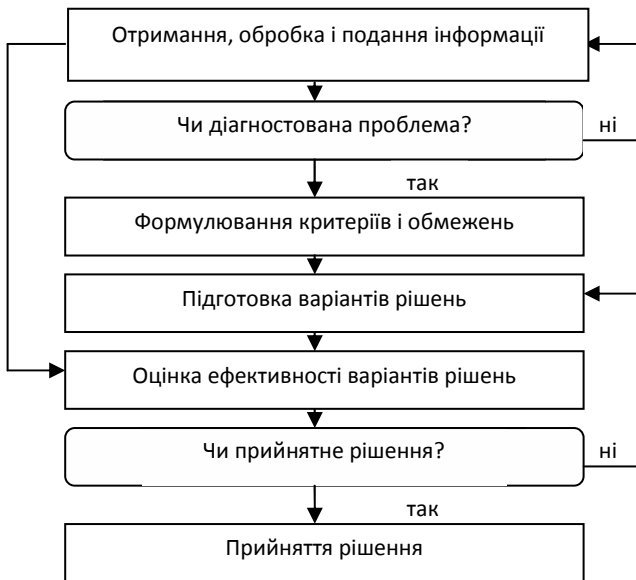 Отримання, обробка і подання інформації
Чи діагностована проблема?
ні
так
Формулювання критеріїв і обмежень
Підготовка варіантів рішень
Оцінка ефективності варіантів рішень
Чи прийнятне рішення?
ні
так
Прийняття рішення